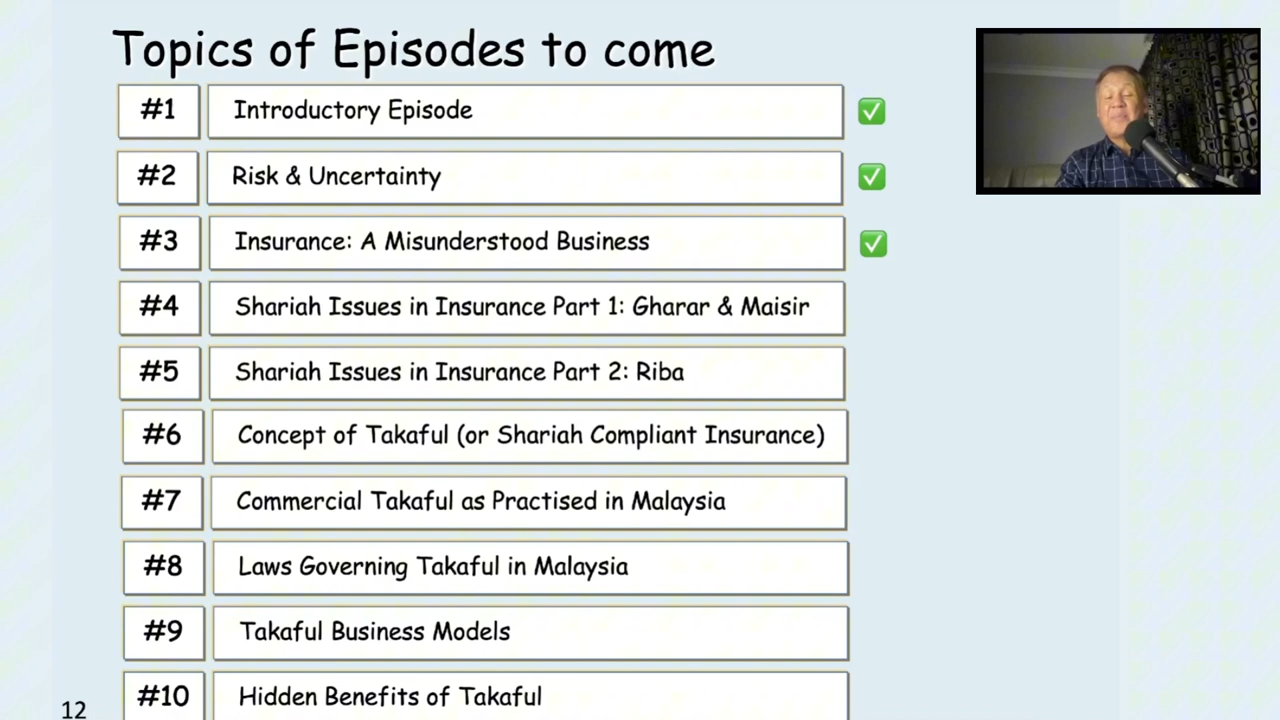 Topics of Episodes to come
#1 Introductory Episode ✅
#2 Risk & Uncertainty ✅
#3 Insurance: A Misunderstood Business ✅
#4 Shariah Issues in Insurance Part 1: Gharar & Maisir
#5 Shariah Issues in Insurance Part 2: Riba
#6 Concept of Takaful (or Shariah Compliant Insurance)
#7 Commercial Takaful as Practised in Malaysia
#8 Laws Governing Takaful in Malaysia
#9 Takaful Business Models
#10 Hidden Benefits of Takaful
12